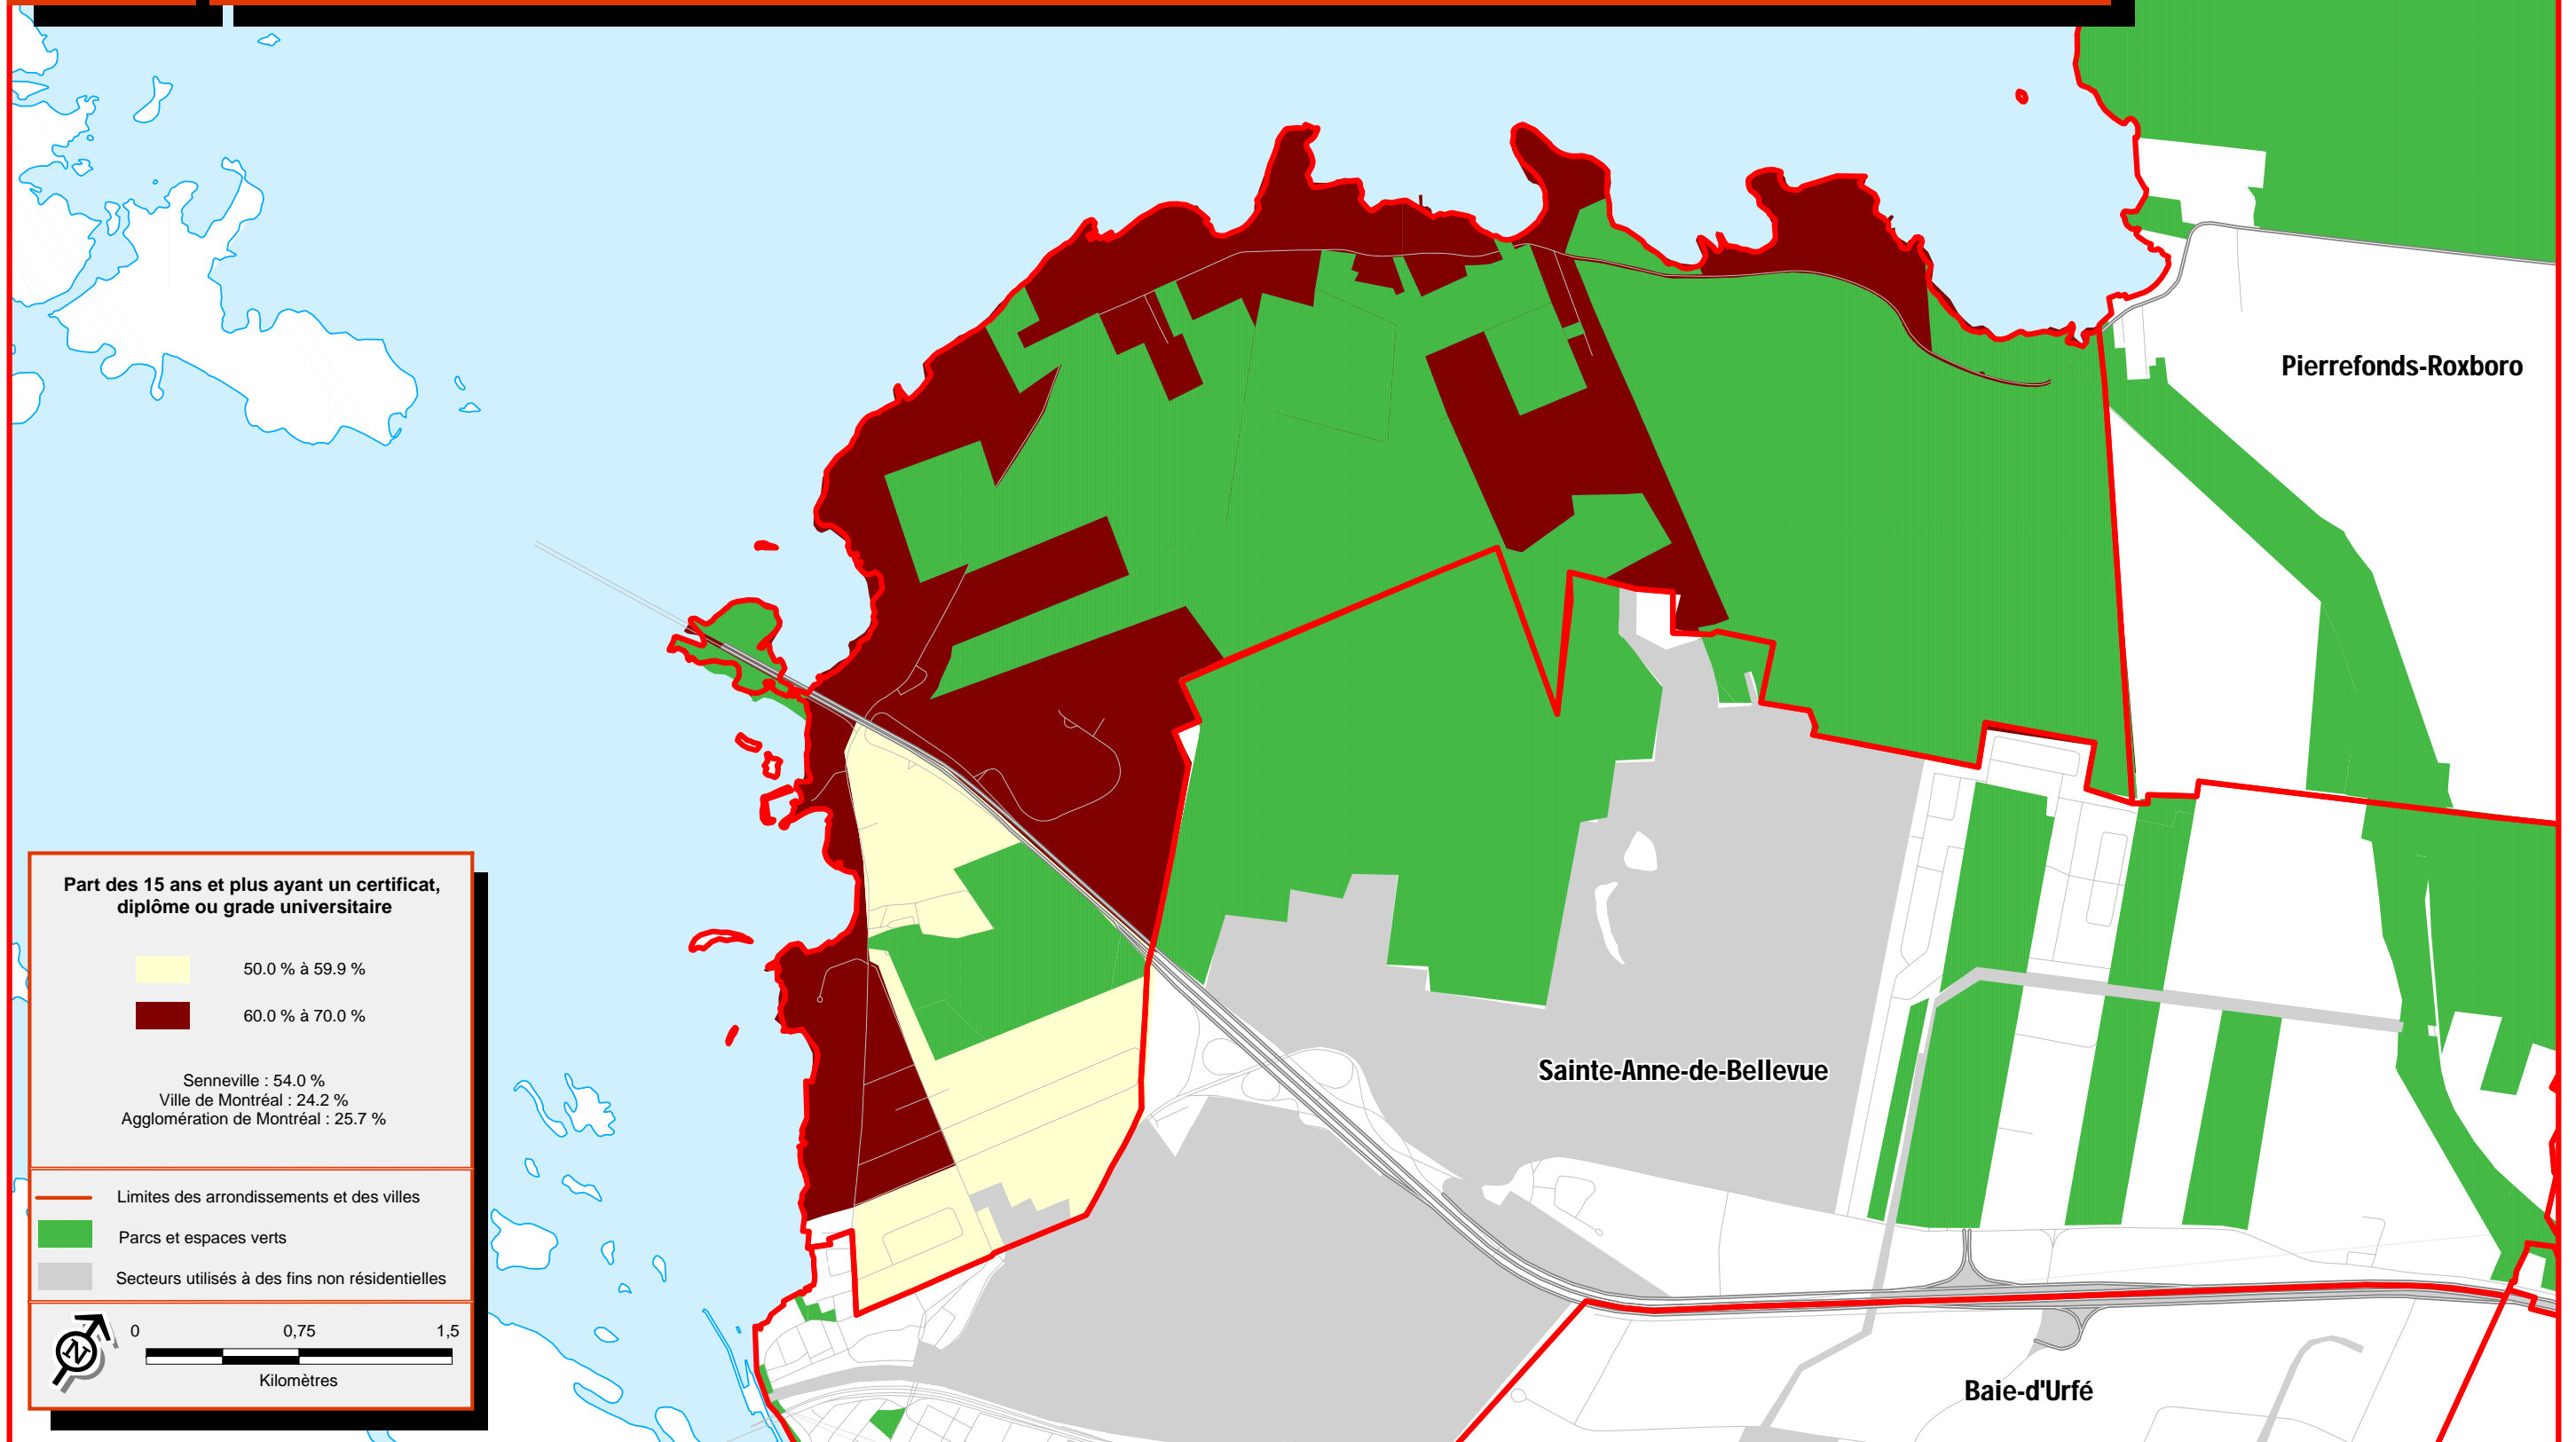 Pierrefonds-Roxboro
Part des 15 ans et plus ayant un certificat,
diplôme ou grade universitaire
50.0 % à 59.9 %
60.0 % à 70.0 %
Senneville : 54.0 %
Ville de Montréal : 24.2 %
Agglomération de Montréal : 25.7 %
Sainte-Anne-de-Bellevue
Limites des arrondissements et des villes
Parcs et espaces verts
Secteurs utilisés à des fins non résidentielles
N
0 0,75 1,5
Kilomètres
Baie-d'Urfé